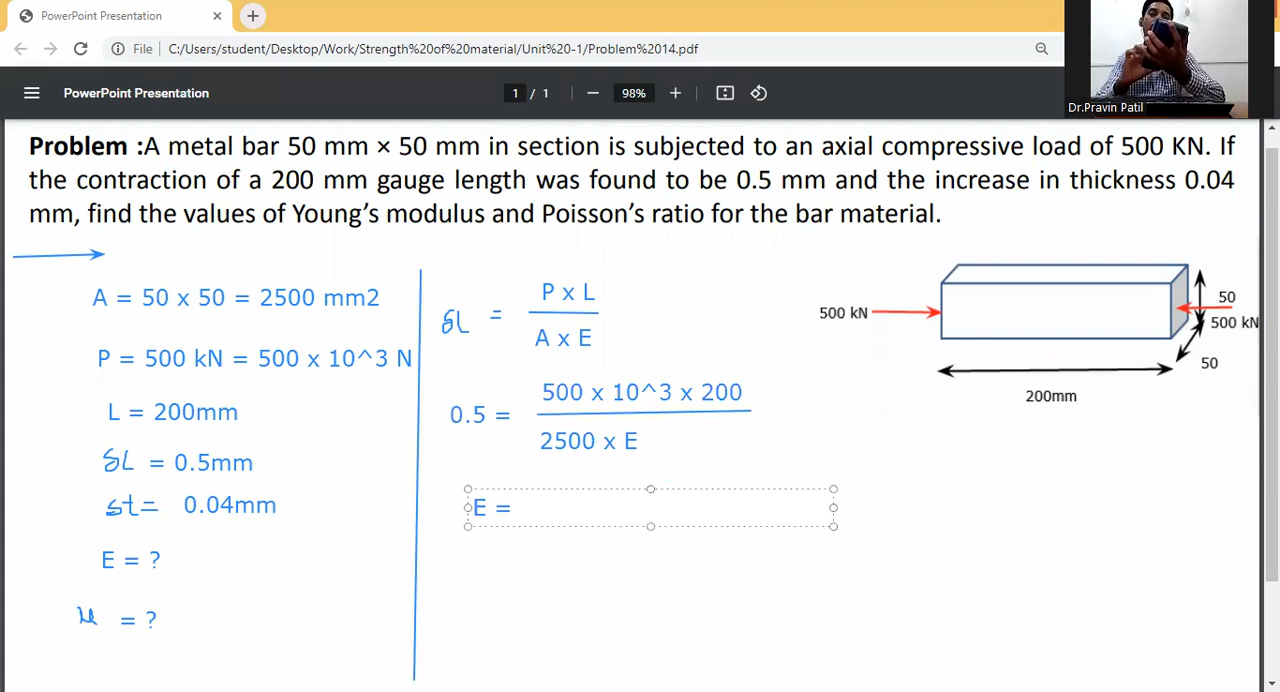 PowerPoint Presentation
File | C:/Users/student/Desktop/Work/Strength%20of%20material/Unit%20-1/Problem%2014.pdf
PowerPoint Presentation
1 / 1
98%
Dr.Pravin Patil
Problem :A metal bar 50 mm × 50 mm in section is subjected to an axial compressive load of 500 KN. If
the contraction of a 200 mm gauge length was found to be 0.5 mm and the increase in thickness 0.04
mm, find the values of Young's modulus and Poisson's ratio for the bar material.
A = 50 x 50 = 2500 mm2
P = 500 kN = 500 x 10^3 N
L = 200mm
δL = 0.5mm
δt = 0.04mm
E = ?
μ = ?
δL =
P x L
A x E
0.5 =
500 x 10^3 x 200
2500 x E
E =
500 kN
50
500 kN
50
200mm